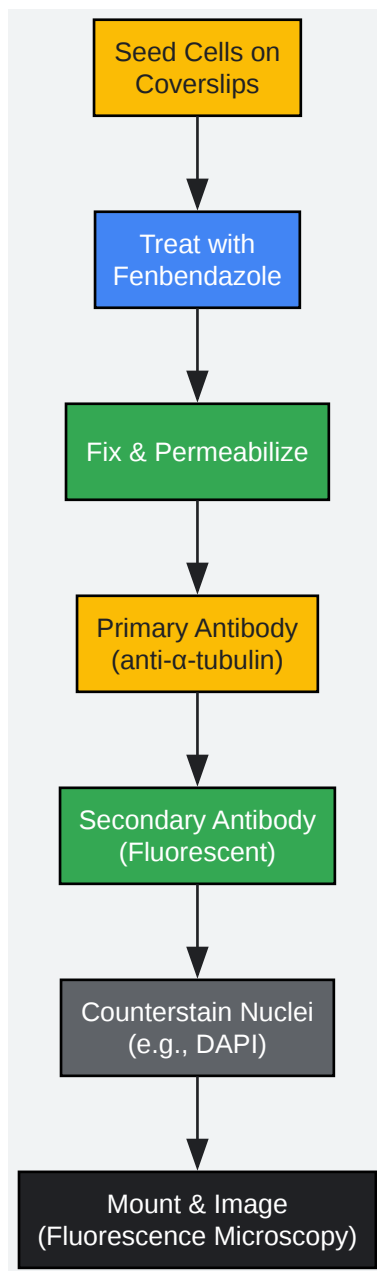 Seed Cells on
Coverslips
Treat with
Fenbendazole
Fix & Permeabilize
Primary Antibody
(anti-α-tubulin)
Secondary Antibody
(Fluorescent)
Counterstain Nuclei
(e.g., DAPI)
Mount & Image
(Fluorescence Microscopy)